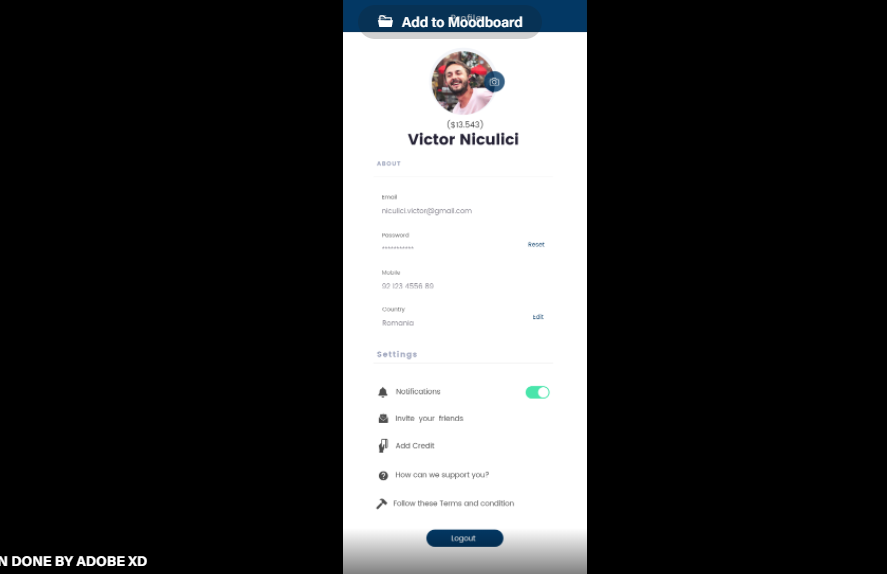 Add to Moodboard
Profile
($13,543)
Victor Niculici
ABOUT
Email
niculici.victor@gmail.com
Password
***********
Reset
Mobile
92 123 4556 89
Country
Romania
Edit
Settings
Notifications
Invite your friends
Add Credit
How can we support you?
Follow these Terms and condition
Logout
N DONE BY ADOBE XD